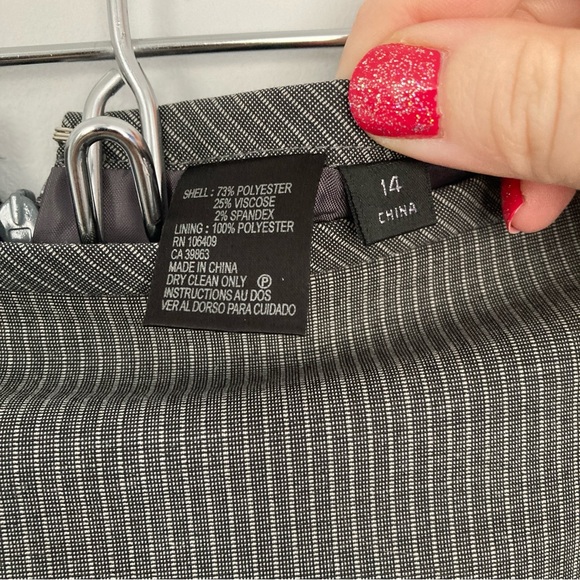 SHELL : 73% POLYESTER
25% VISCOSE
2% SPANDEX
LINING : 100% POLYESTER
RN 106409
CA 39863
MADE IN CHINA
DRY CLEAN ONLY Ⓟ
INSTRUCTIONS AU DOS
VER AL DORSO PARA CUIDADO
14
CHINA